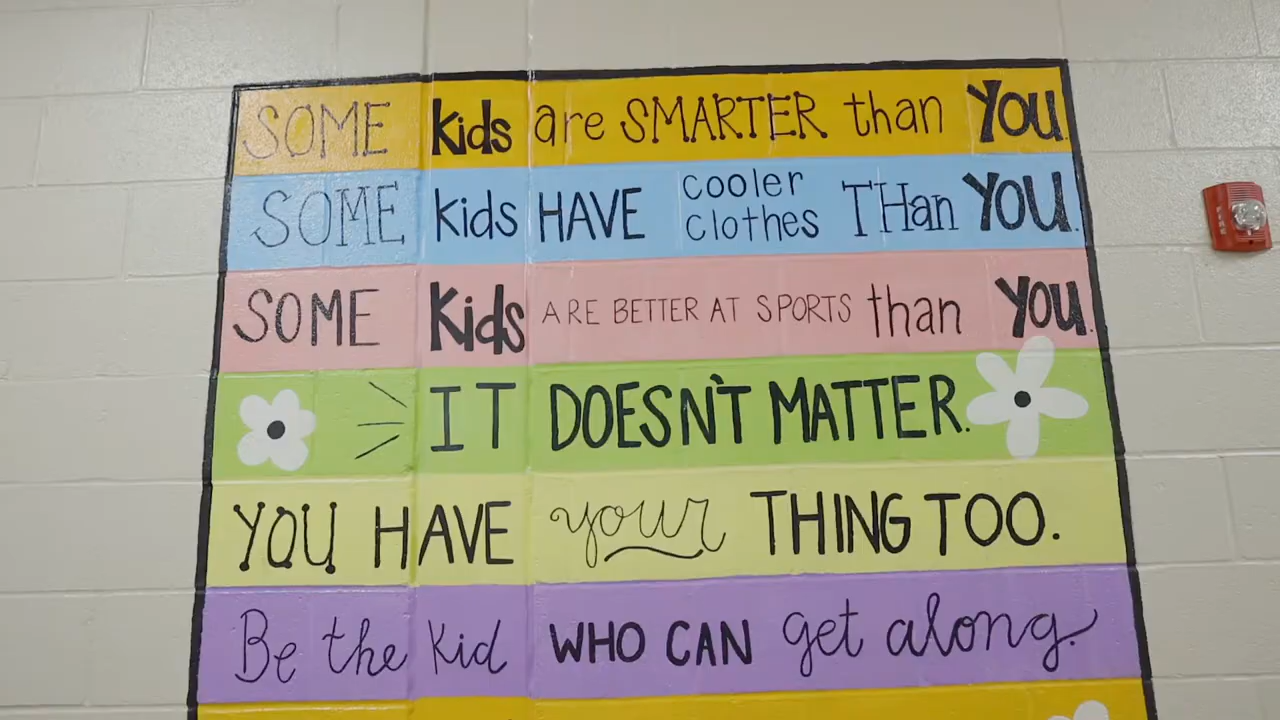 SOME Kids are SMARTER than You.
SOME kids HAVE cooler clothes THan YOU.
SOME Kids ARE BETTER AT SPORTS than You.
IT DOESN'T MATTER.
YOU HAVE your THING TOO.
Be the kid WHO CAN get along.